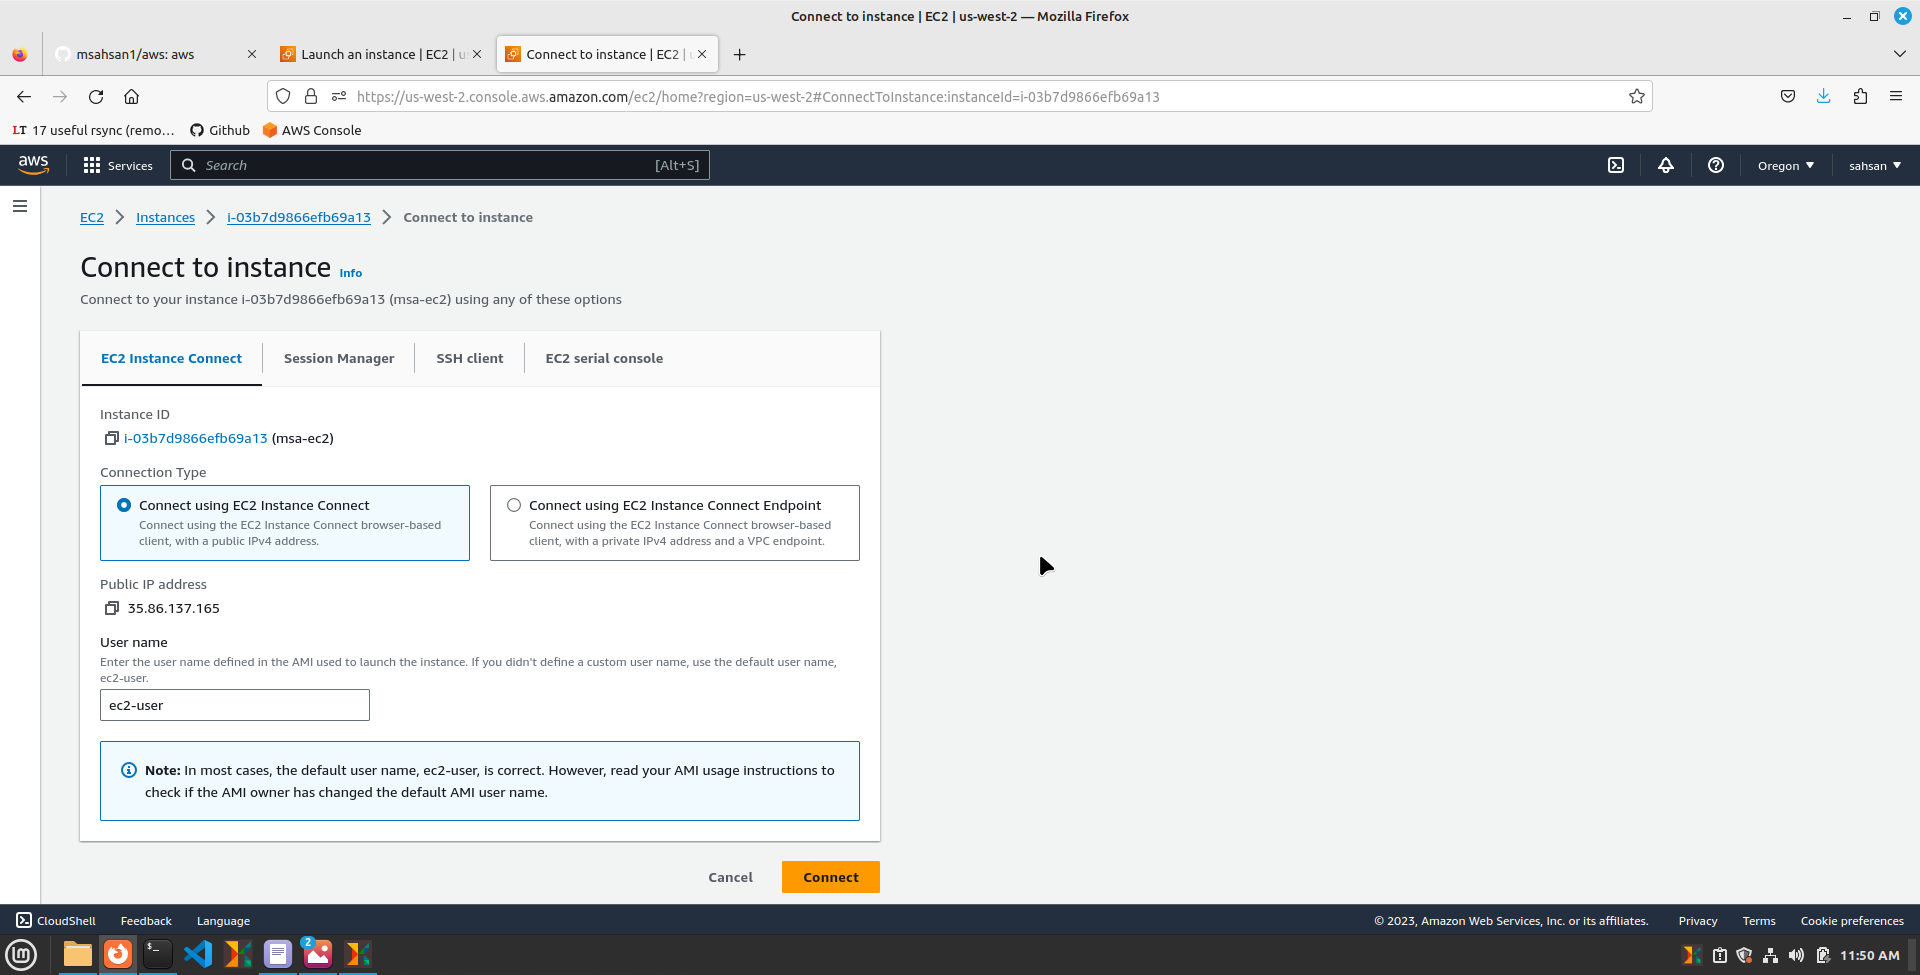 Connect to instance | EC2 | us-west-2 — Mozilla Firefox
msahsan1/aws: aws
Launch an instance | EC2 | u
Connect to instance | EC2 |
https://us-west-2.console.aws.amazon.com/ec2/home?region=us-west-2#ConnectToInstance:instanceId=i-03b7d9866efb69a13
LT 17 useful rsync (remo…
Github
AWS Console
aws
Services
Search
[Alt+S]
Oregon
sahsan
EC2
Instances
i-03b7d9866efb69a13
Connect to instance
Connect to instance Info
Connect to your instance i-03b7d9866efb69a13 (msa-ec2) using any of these options
EC2 Instance Connect
Session Manager
SSH client
EC2 serial console
Instance ID
i-03b7d9866efb69a13 (msa-ec2)
Connection Type
Connect using EC2 Instance Connect
Connect using the EC2 Instance Connect browser-based
client, with a public IPv4 address.
Connect using EC2 Instance Connect Endpoint
Connect using the EC2 Instance Connect browser-based
client, with a private IPv4 address and a VPC endpoint.
Public IP address
35.86.137.165
User name
Enter the user name defined in the AMI used to launch the instance. If you didn't define a custom user name, use the default user name,
ec2-user.
ec2-user
Note: In most cases, the default user name, ec2-user, is correct. However, read your AMI usage instructions to
check if the AMI owner has changed the default AMI user name.
Cancel
Connect
CloudShell
Feedback
Language
© 2023, Amazon Web Services, Inc. or its affiliates.
Privacy
Terms
Cookie preferences
2
11:50 AM